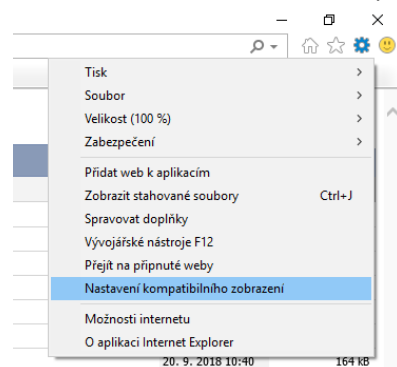 Tisk
Soubor
Velikost (100 %)
Zabezpečení
Přidat web k aplikacím
Zobrazit stahované soubory Ctrl+J
Spravovat doplňky
Vývojářské nástroje F12
Přejít na připnuté weby
Nastavení kompatibilního zobrazení
Možnosti internetu
O aplikaci Internet Explorer
20. 9. 2018 10:40 164 kB